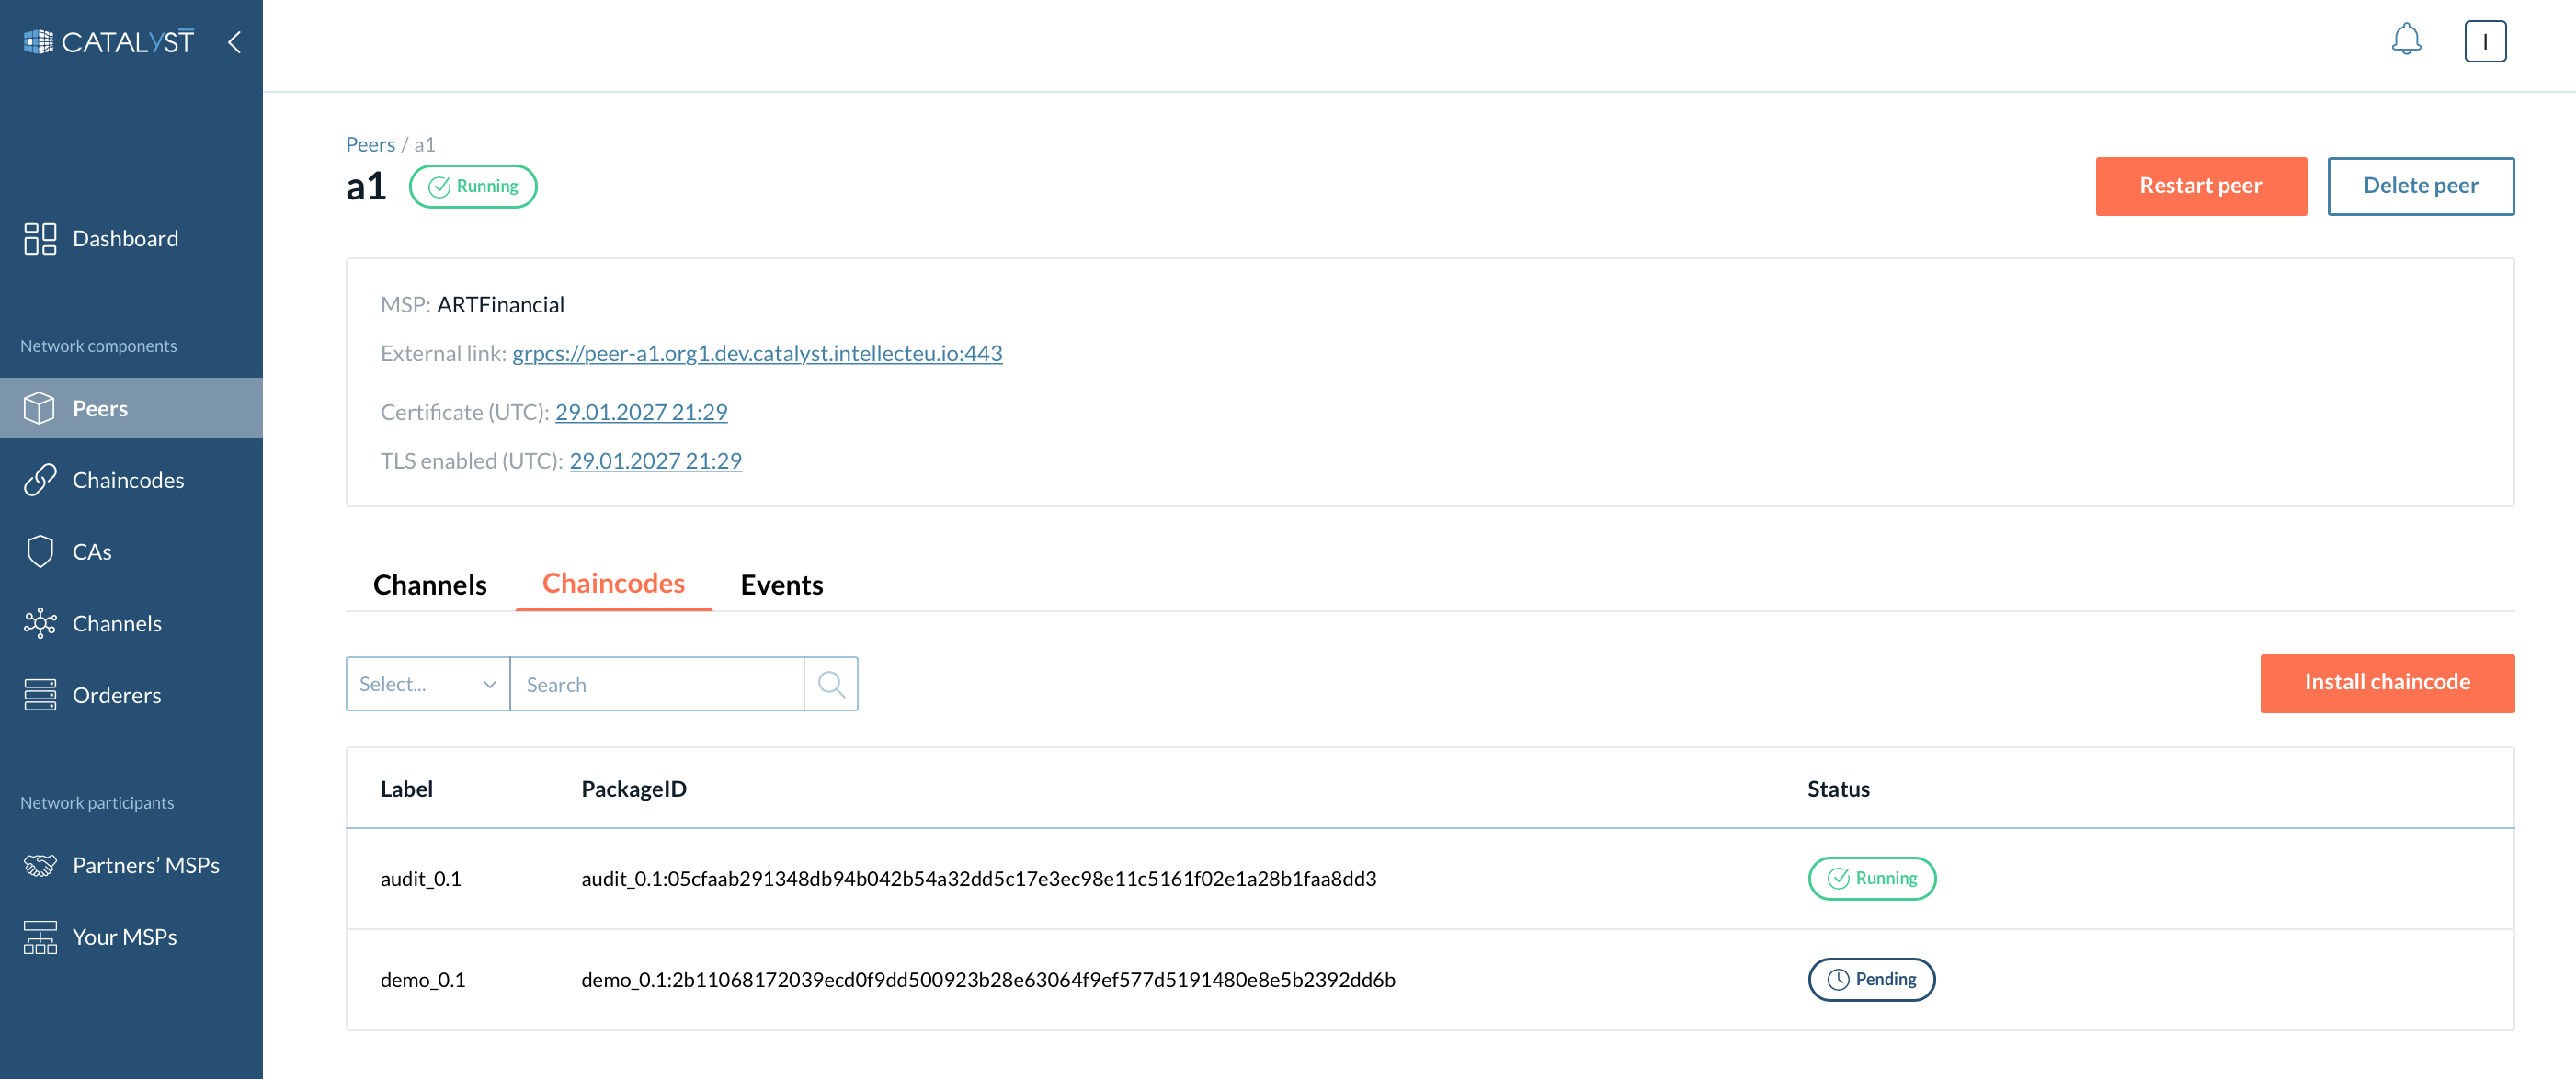 CATALYST
I
Dashboard
Network components
Peers
Chaincodes
CAs
Channels
Orderers
Network participants
Partners’ MSPs
Your MSPs
Peers / a1
a1 Running
Restart peer Delete peer
MSP: ARTFinancial
External link: grpcs://peer-a1.org1.dev.catalyst.intellecteu.io:443
Certificate (UTC): 29.01.2027 21:29
TLS enabled (UTC): 29.01.2027 21:29
Channels Chaincodes Events
Select... Search Install chaincode
Label PackageID Status
audit_0.1 audit_0.1:05cfaab291348db94b042b54a32dd5c17e3ec98e11c5161f02e1a28b1faa8dd3 Running
demo_0.1 demo_0.1:2b11068172039ecd0f9dd500923b28e63064f9ef577d5191480e8e5b2392dd6b Pending